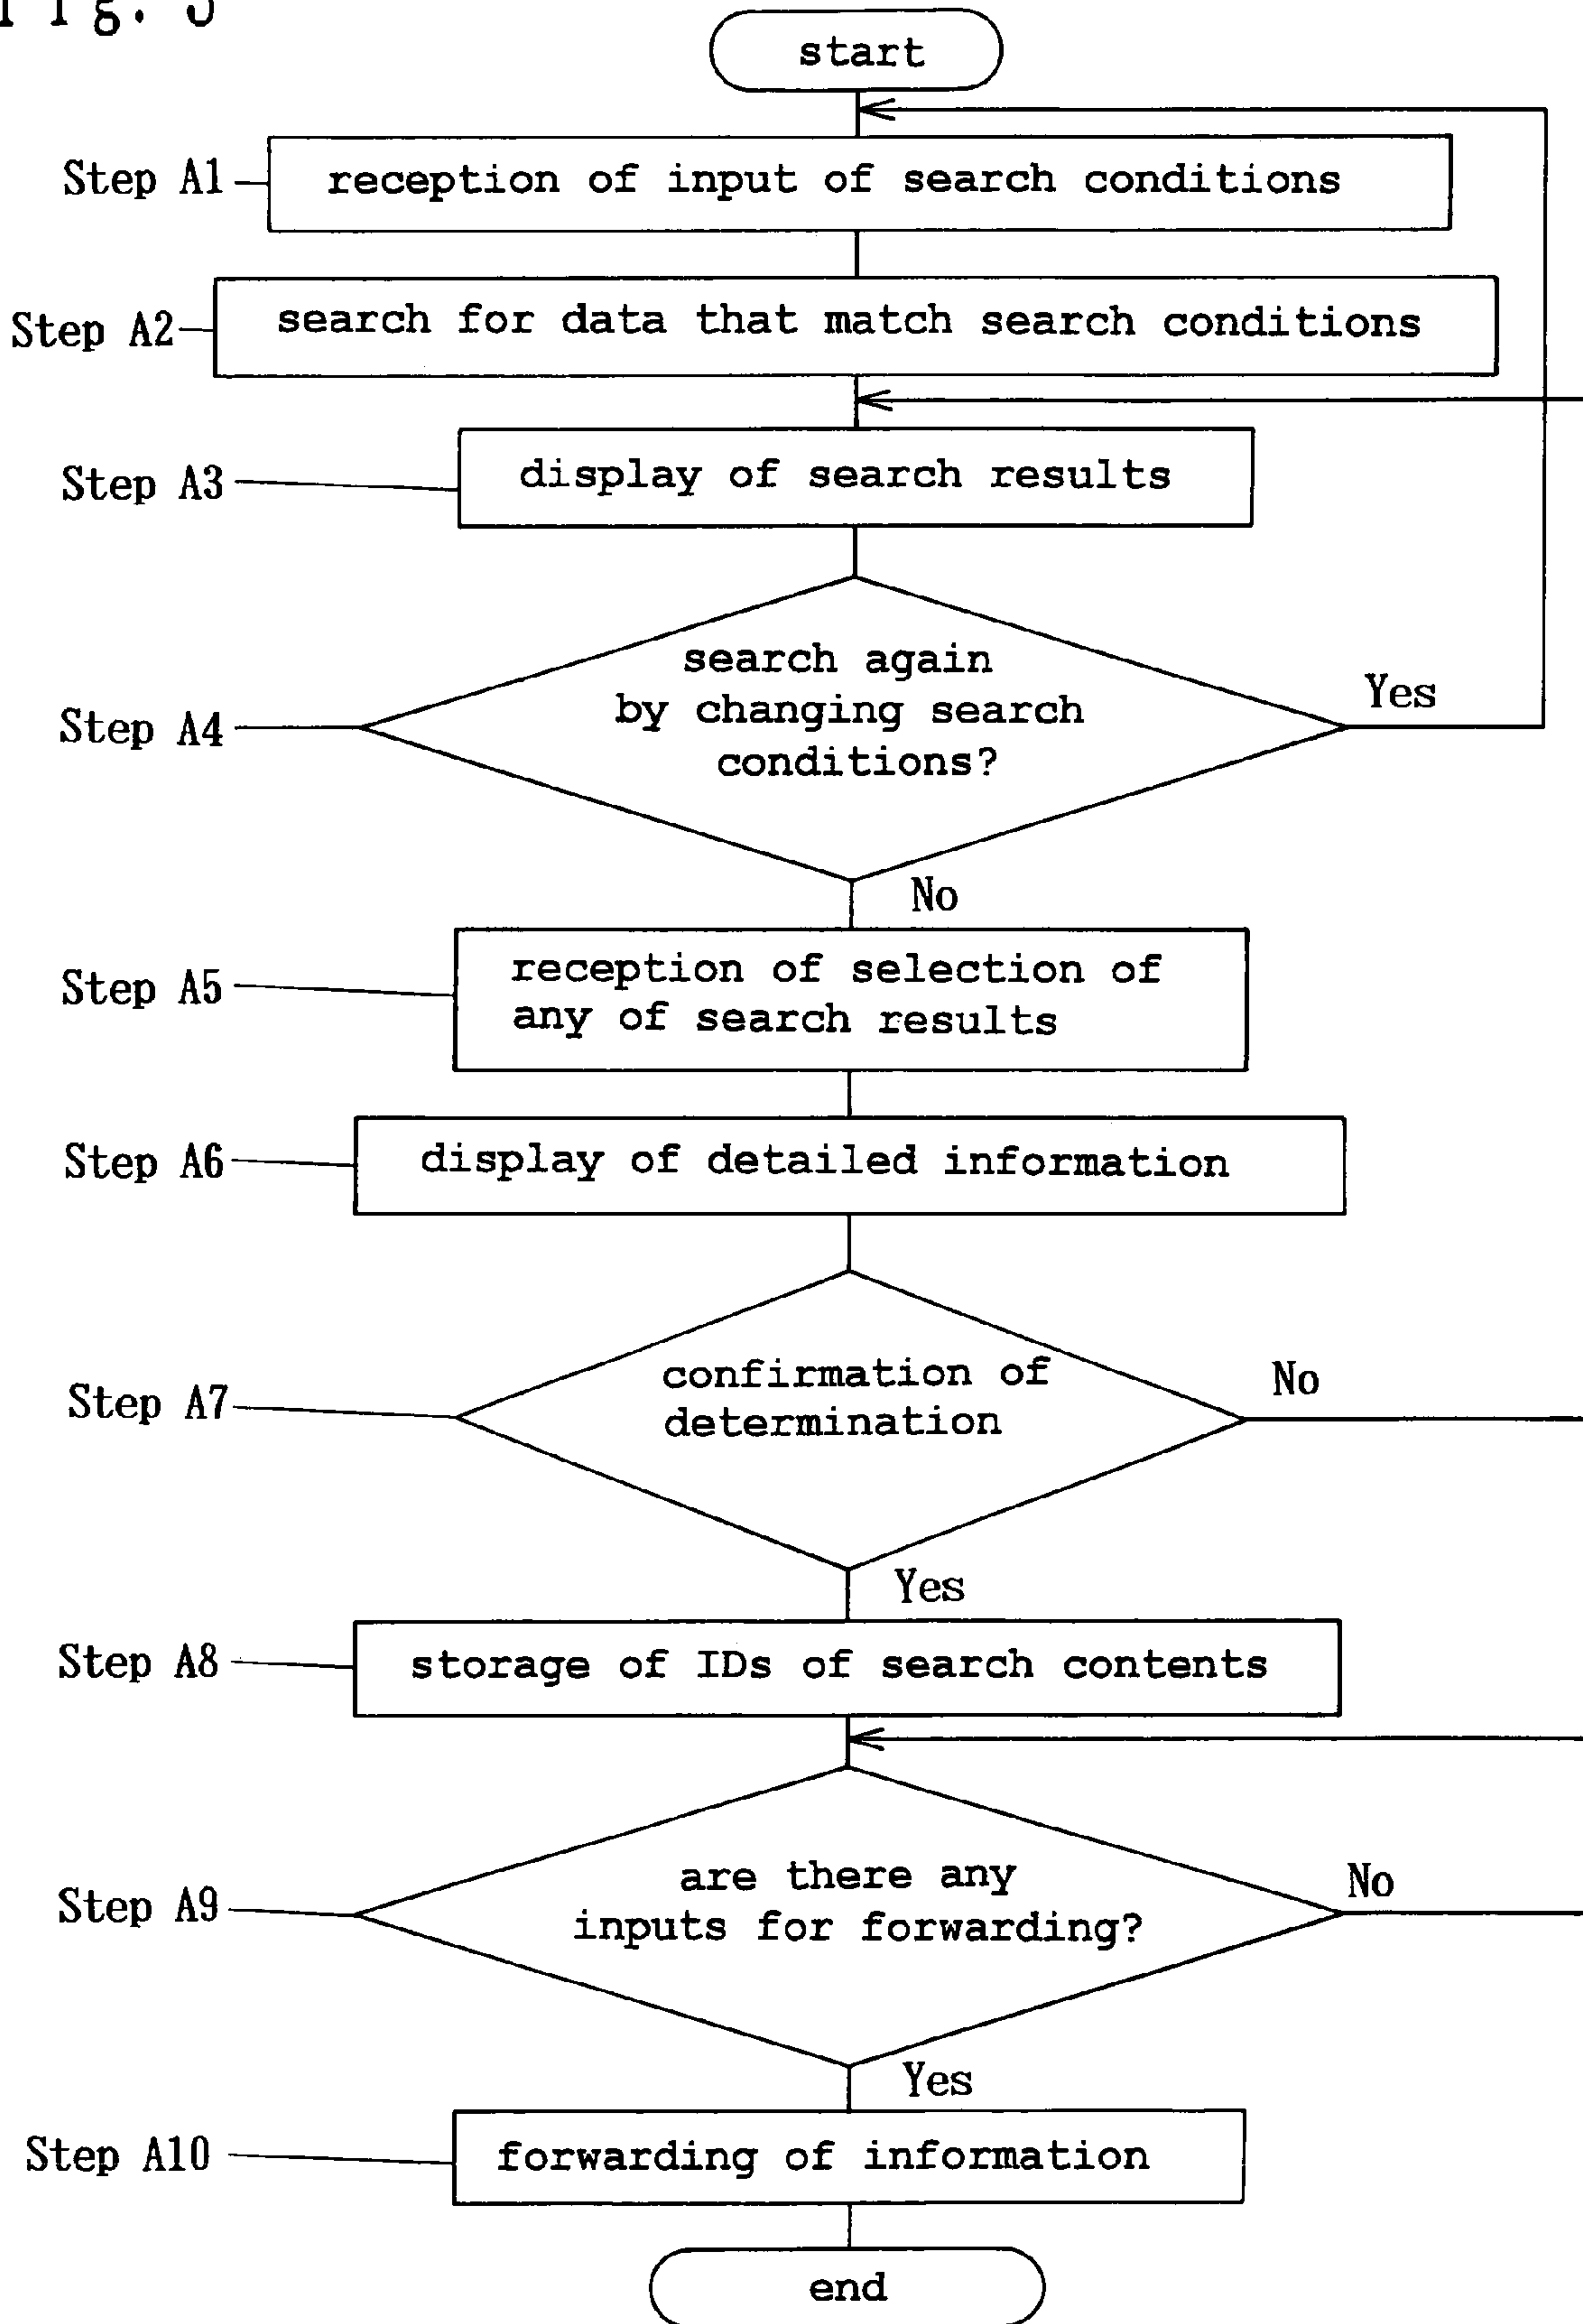 start
Step A1
reception of input of search conditions
Step A2
search for data that match search conditions
Step A3
display of search results
Step A4
search again
by changing search
conditions?
Yes
No
Step A5
reception of selection of
any of search results
Step A6
display of detailed information
Step A7
confirmation of
determination
No
Yes
Step A8
storage of IDs of search contents
Step A9
are there any
inputs for forwarding?
No
Yes
Step A10
forwarding of information
end